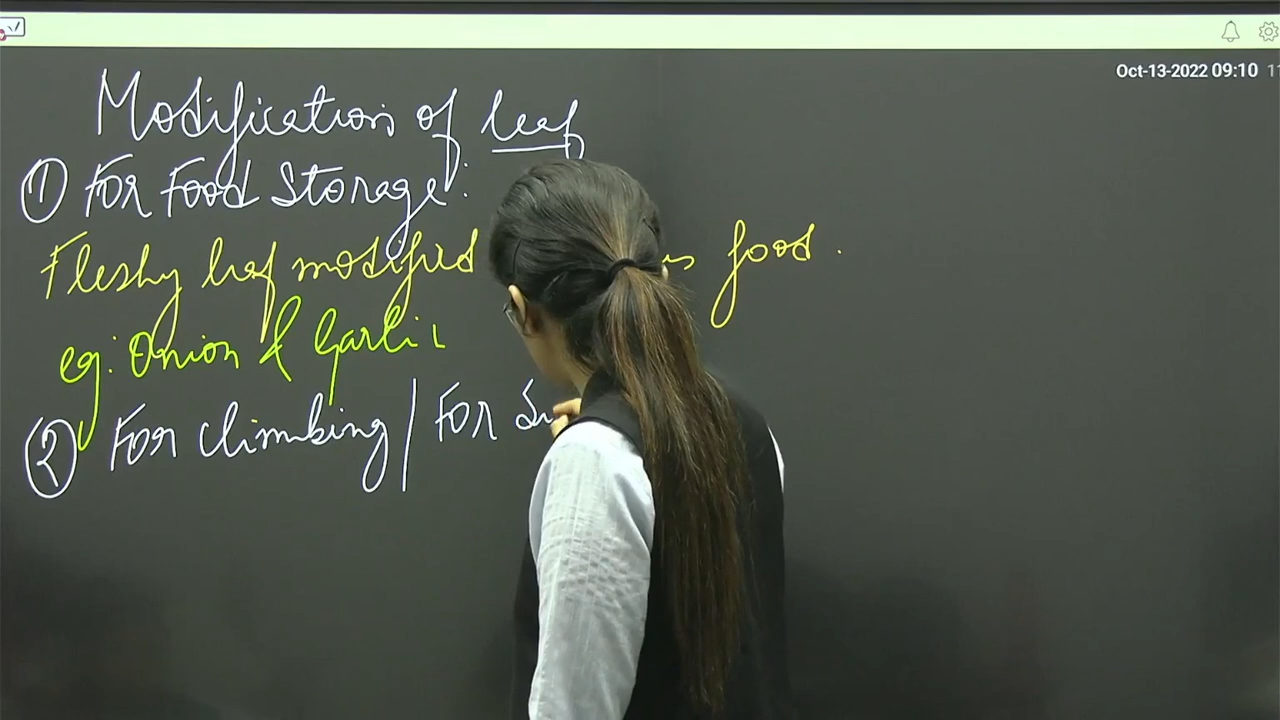 Oct-13-2022 09:10
Modification of leaf
① For Food Storage:
Fleshy leaf modified food.
eg: Onion & Garlic
② For climbing / For